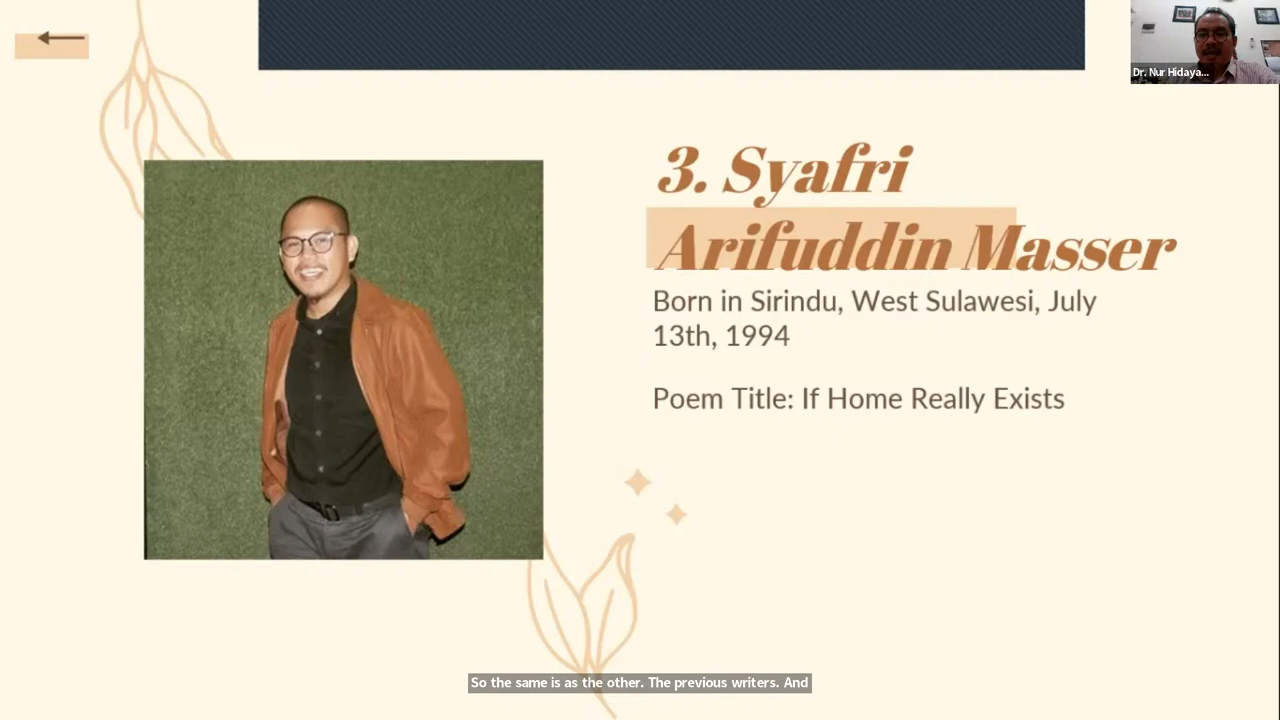 Dr. Nur Hidaya...
3. Syafri
Arifuddin Masser
Born in Sirindu, West Sulawesi, July
13th, 1994
Poem Title: If Home Really Exists
So the same is as the other. The previous writers. And